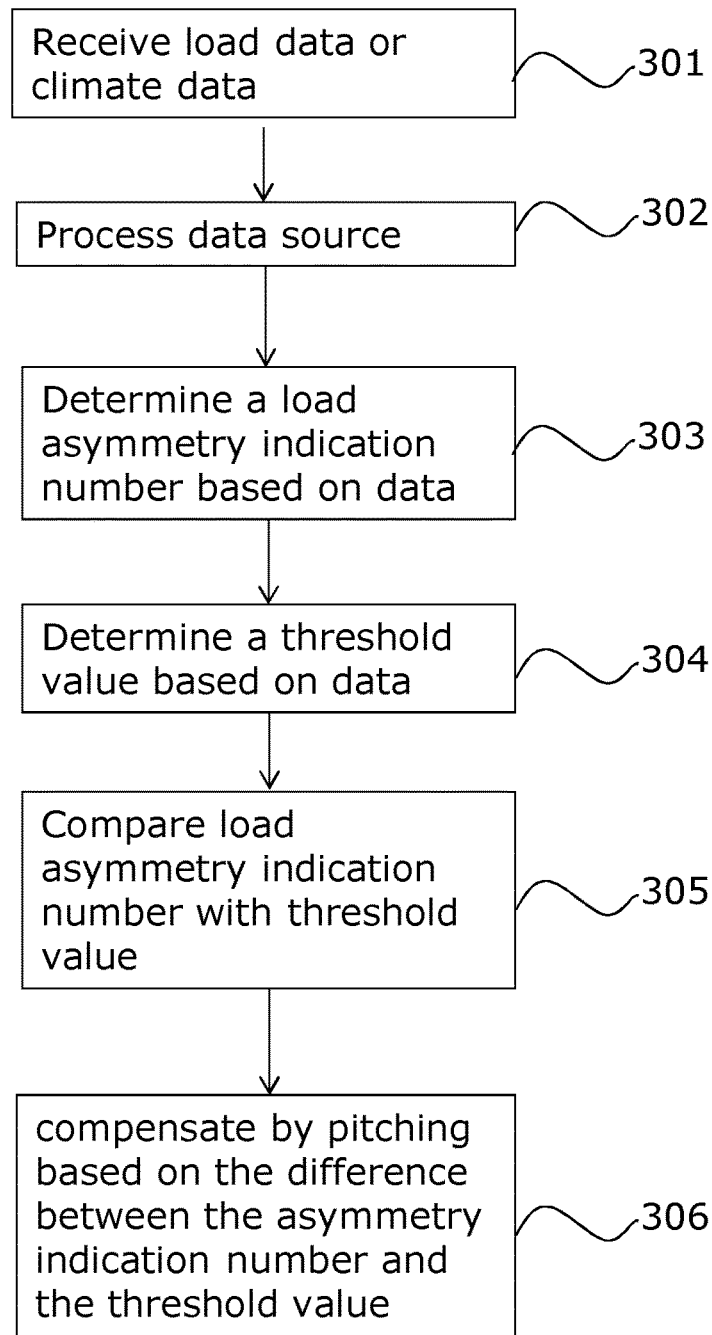 Receive load data or
climate data
301
Process data source
302
Determine a load
asymmetry indication
number based on data
303
Determine a threshold
value based on data
304
Compare load
asymmetry indication
number with threshold
value
305
compensate by pitching
based on the difference
between the asymmetry
indication number and
the threshold value
306